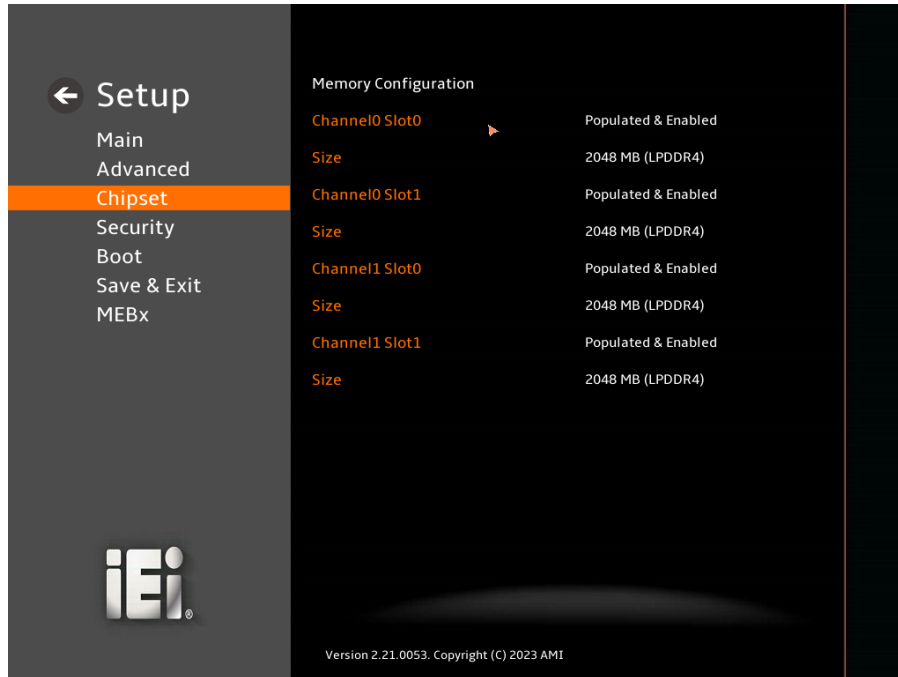 Setup
Main
Advanced
Chipset
Security
Boot
Save & Exit
MEBx
iEi®
Memory Configuration
Channel0 Slot0 Populated & Enabled
Size 2048 MB (LPDDR4)
Channel0 Slot1 Populated & Enabled
Size 2048 MB (LPDDR4)
Channel1 Slot0 Populated & Enabled
Size 2048 MB (LPDDR4)
Channel1 Slot1 Populated & Enabled
Size 2048 MB (LPDDR4)
Version 2.21.0053. Copyright (C) 2023 AMI